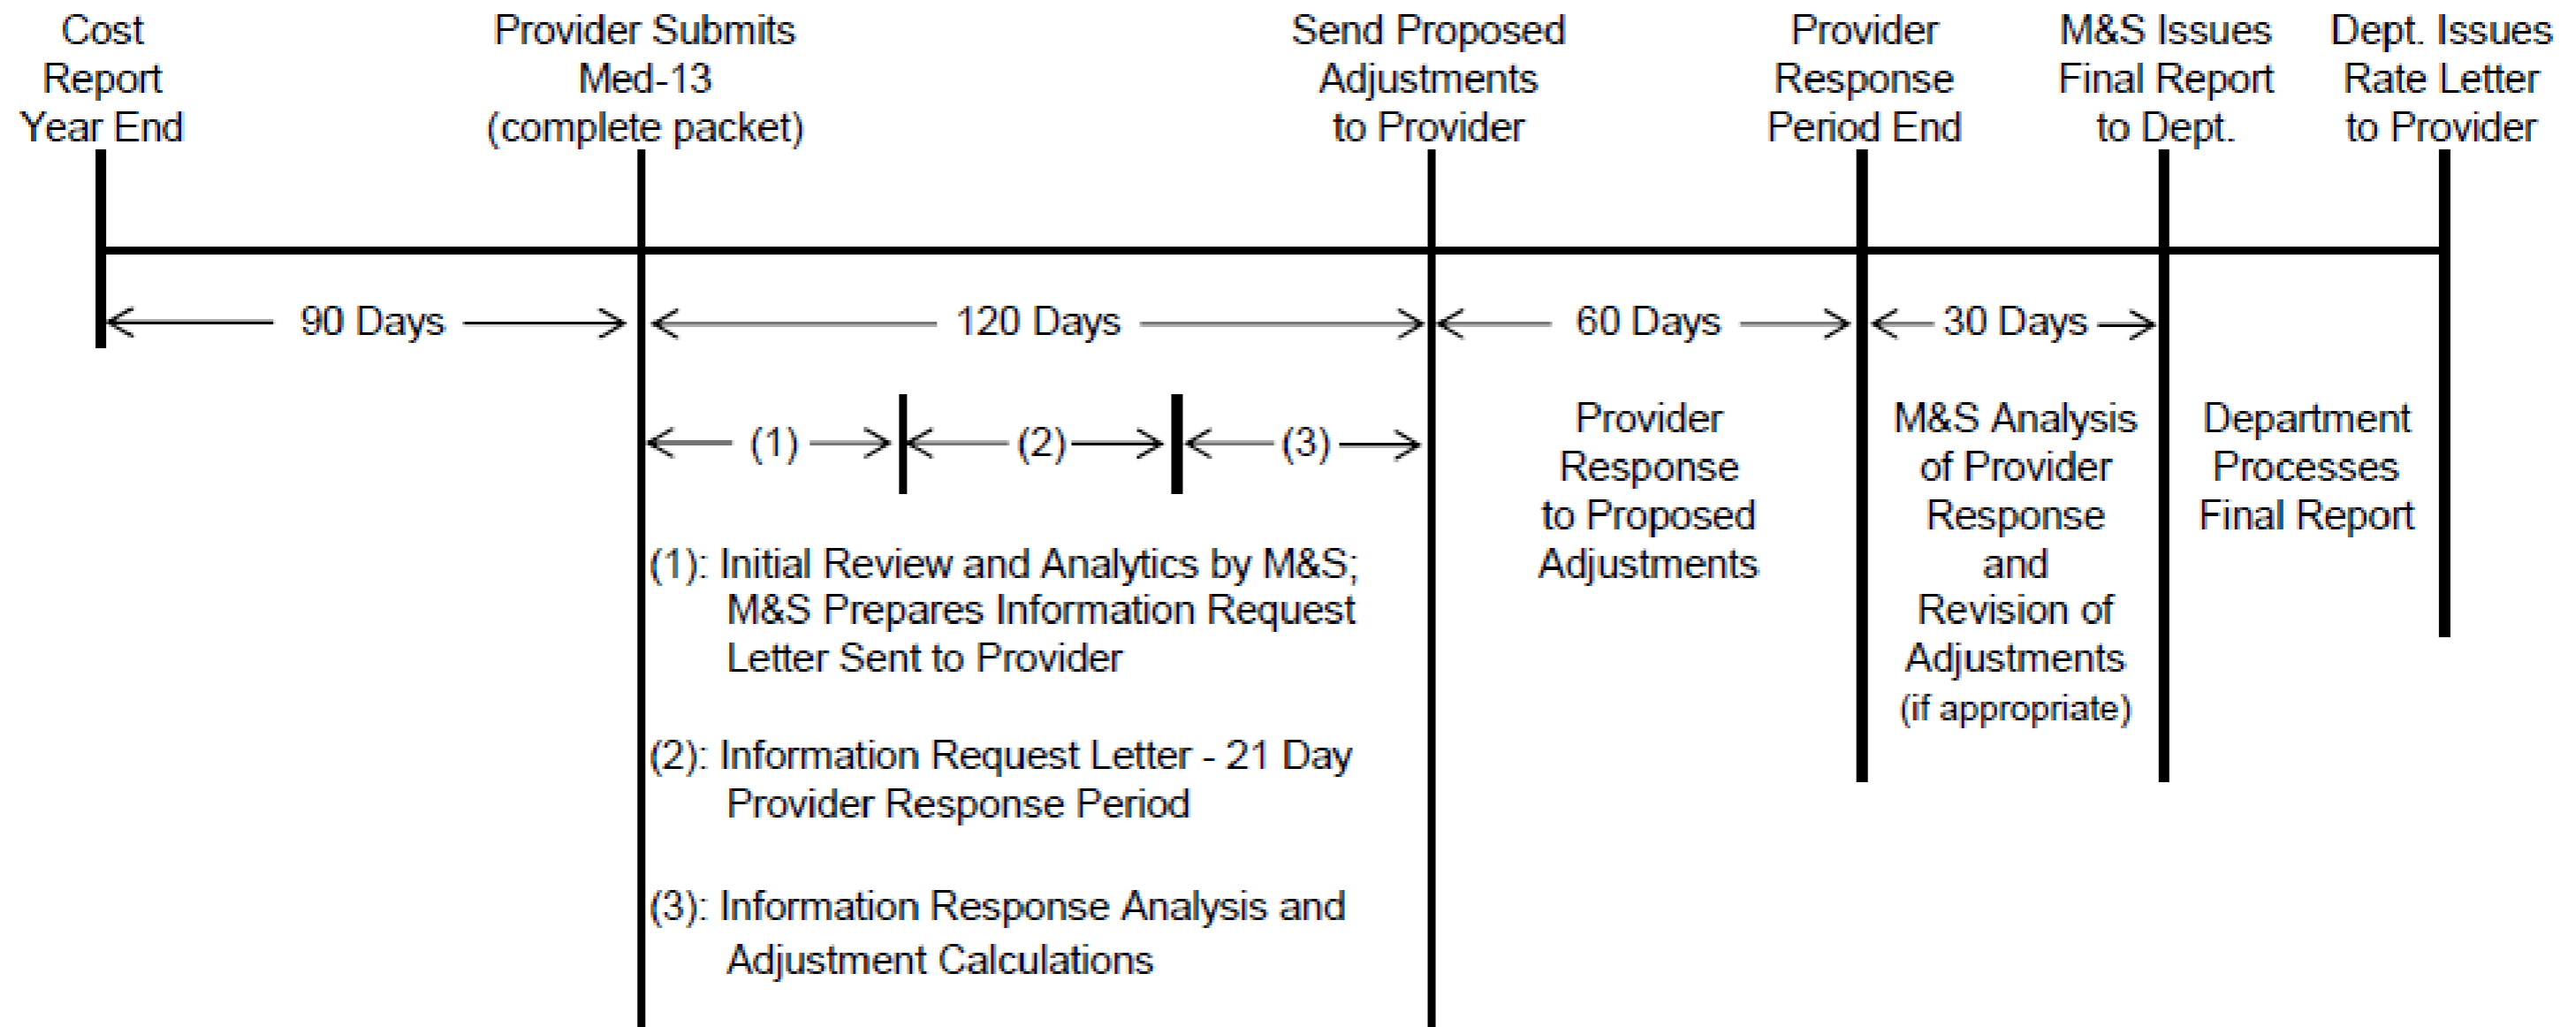 Cost
Report
Year End
Provider Submits
Med-13
(complete packet)
Send Proposed
Adjustments
to Provider
Provider
Response
Period End
M&S Issues
Final Report
to Dept.
Dept. Issues
Rate Letter
to Provider
90 Days
120 Days
60 Days
30 Days
(1)
(2)
(3)
(1): Initial Review and Analytics by M&S;
M&S Prepares Information Request
Letter Sent to Provider
(2): Information Request Letter - 21 Day
Provider Response Period
(3): Information Response Analysis and
Adjustment Calculations
Provider
Response
to Proposed
Adjustments
M&S Analysis
of Provider
Response
and
Revision of
Adjustments
(if appropriate)
Department
Processes
Final Report